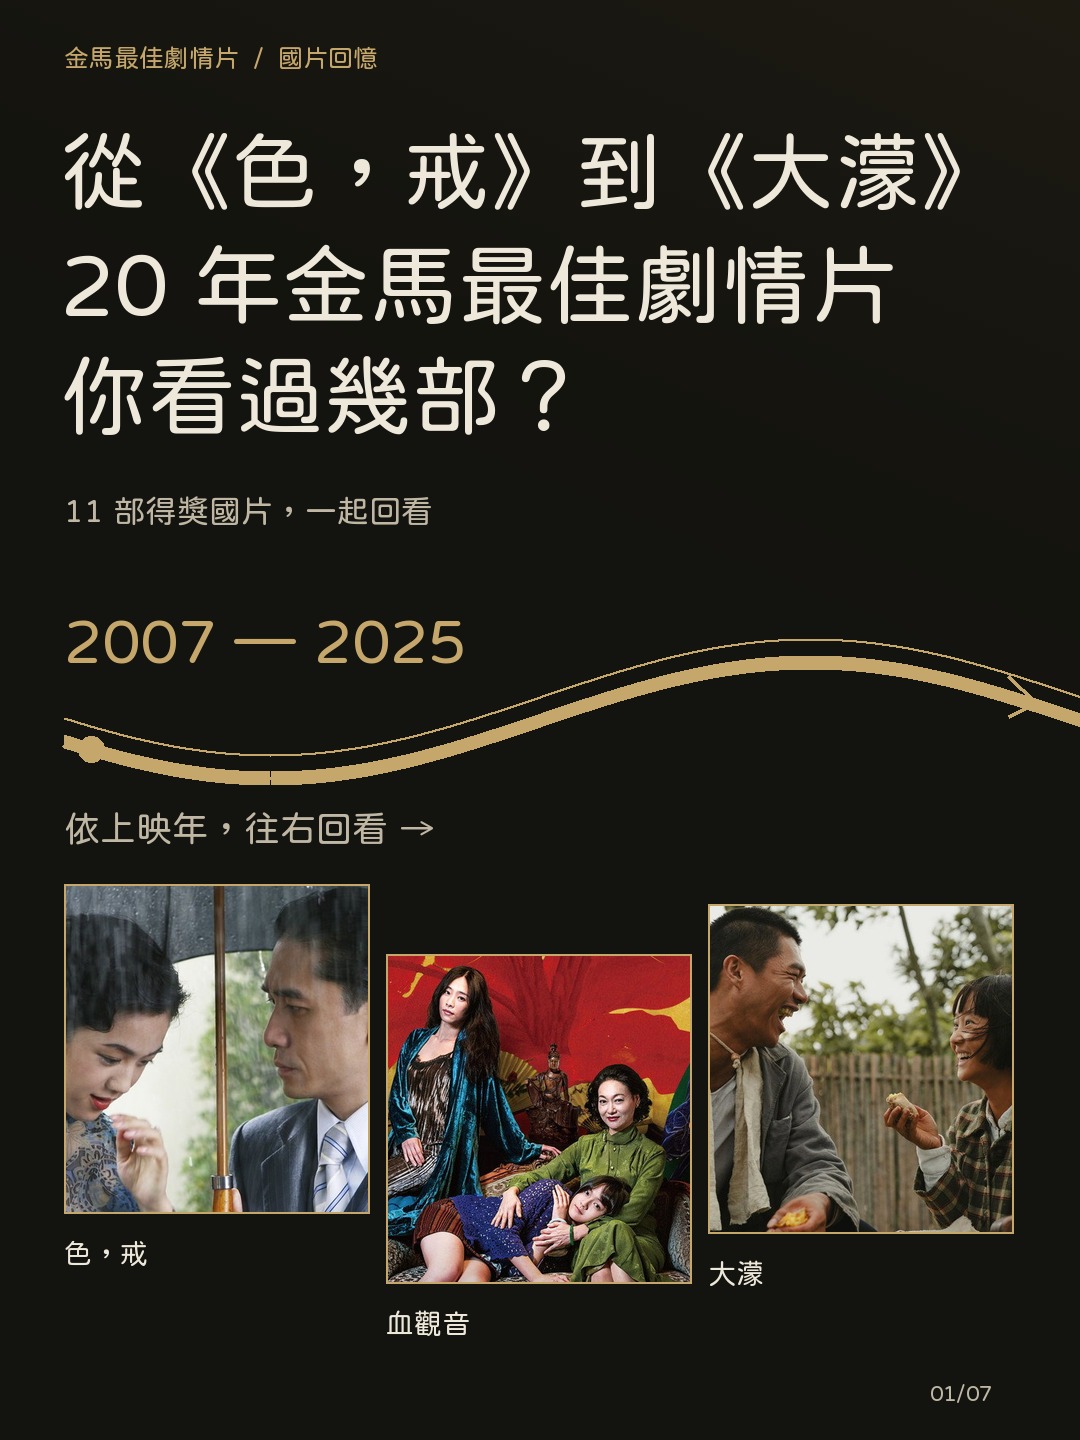 金馬最佳劇情片 / 國片回憶
從《色，戒》到《大濛》
20 年金馬最佳劇情片
你看過幾部？
11 部得獎國片，一起回看
2007 — 2025
依上映年，往右回看 →
色，戒
血觀音
大濛
01/07